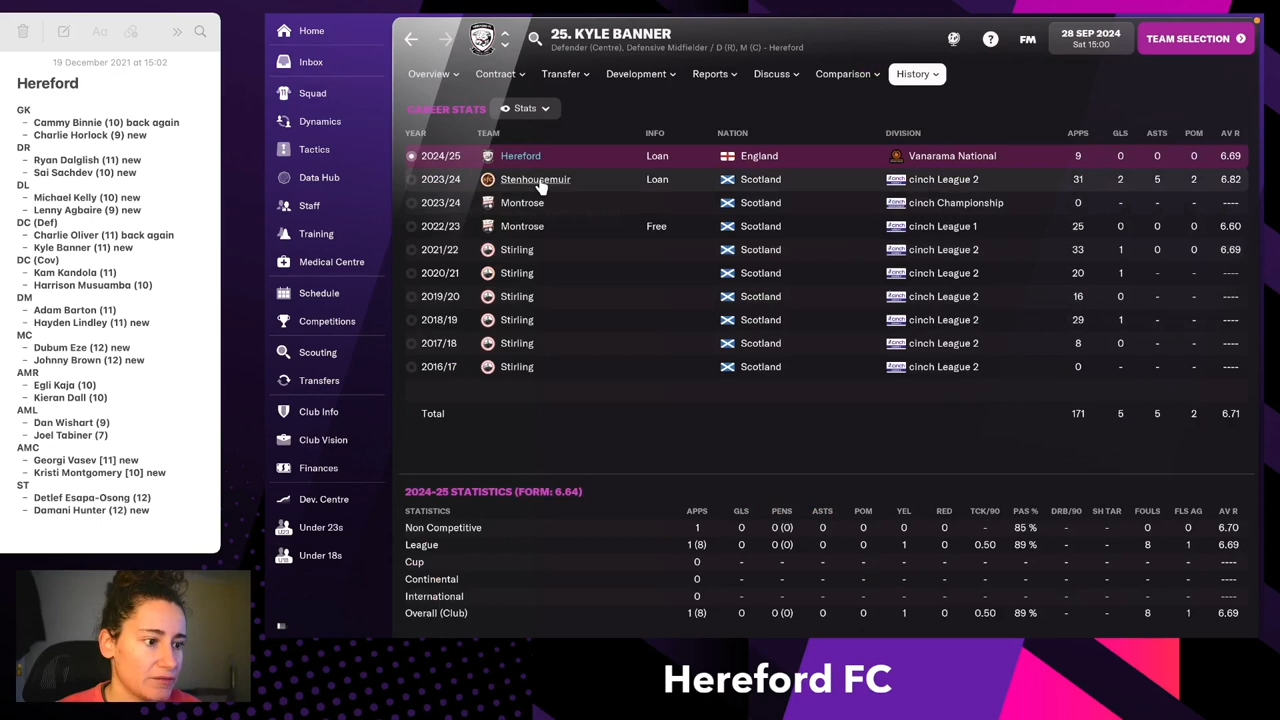 19 December 2021 at 15:02
Hereford
GK
- Cammy Binnie (10) back again
- Charlie Horlock (9) new
DR
- Ryan Dalglish (11) new
- Sai Sachdev (10) new
DL
- Michael Kelly (10) new
- Lenny Agbaire (9) new
DC (Def)
- Charlie Oliver (11) back again
- Kyle Banner (11) new
DC (Cov)
- Kam Kandola (11)
- Harrison Musuamba (10)
DM
- Adam Barton (11)
- Hayden Lindley (11) new
MC
- Dubum Eze (12) new
- Johnny Brown (12) new
AMR
- Egli Kaja (10)
- Kieran Dall (10)
AML
- Dan Wishart (9)
- Joel Tabiner (7)
AMC
- Georgi Vasev [11] new
- Kristi Montgomery [10] new
ST
- Detlef Esapa-Osong (12)
- Damani Hunter (12) new
Home
Inbox
Squad
Dynamics
Tactics
Data Hub
Staff
Training
Medical Centre
Schedule
Competitions
Scouting
Transfers
Club Info
Club Vision
Finances
Dev. Centre
Under 23s
Under 18s
25. KYLE BANNER
Defender (Centre), Defensive Midfielder / D (R), M (C) - Hereford
FM
28 SEP 2024
Sat 15:00
TEAM SELECTION
Overview Contract Transfer Development Reports Discuss Comparison History
CAREER STATS Stats
YEAR TEAM INFO NATION DIVISION APPS GLS ASTS POM AV R
2024/25 Hereford Loan England Vanarama National 9 0 0 0 6.69
2023/24 Stenhousemuir Loan Scotland cinch League 2 31 2 5 2 6.82
2023/24 Montrose Scotland cinch Championship 0 - - - ----
2022/23 Montrose Free Scotland cinch League 1 25 0 - - 6.60
2021/22 Stirling Scotland cinch League 2 33 1 - - 6.69
2020/21 Stirling Scotland cinch League 2 20 1 - - ----
2019/20 Stirling Scotland cinch League 2 16 0 - - ----
2018/19 Stirling Scotland cinch League 2 29 1 - - ----
2017/18 Stirling Scotland cinch League 2 8 0 - - ----
2016/17 Stirling Scotland cinch League 2 0 - - - ----
Total 171 5 5 2 6.71
2024-25 STATISTICS (FORM: 6.64)
STATISTICS APPS GLS PENS ASTS POM YEL RED TCK/90 PAS % DRB/90 SH TAR FOULS FLS AG AV R
Non Competitive 1 0 0 (0) 0 0 0 0 - 85 % - - 0 0 6.70
League 1 (8) 0 0 (0) 0 0 1 0 0.50 89 % - - 8 1 6.69
Cup 0 - - - - - - - - - - - - ----
Continental 0 - - - - - - - - - - - - ----
International 0 - - - - - - - - - - - - ----
Overall (Club) 1 (8) 0 0 (0) 0 0 1 0 0.50 89 % - - 8 1 6.69
Hereford FC